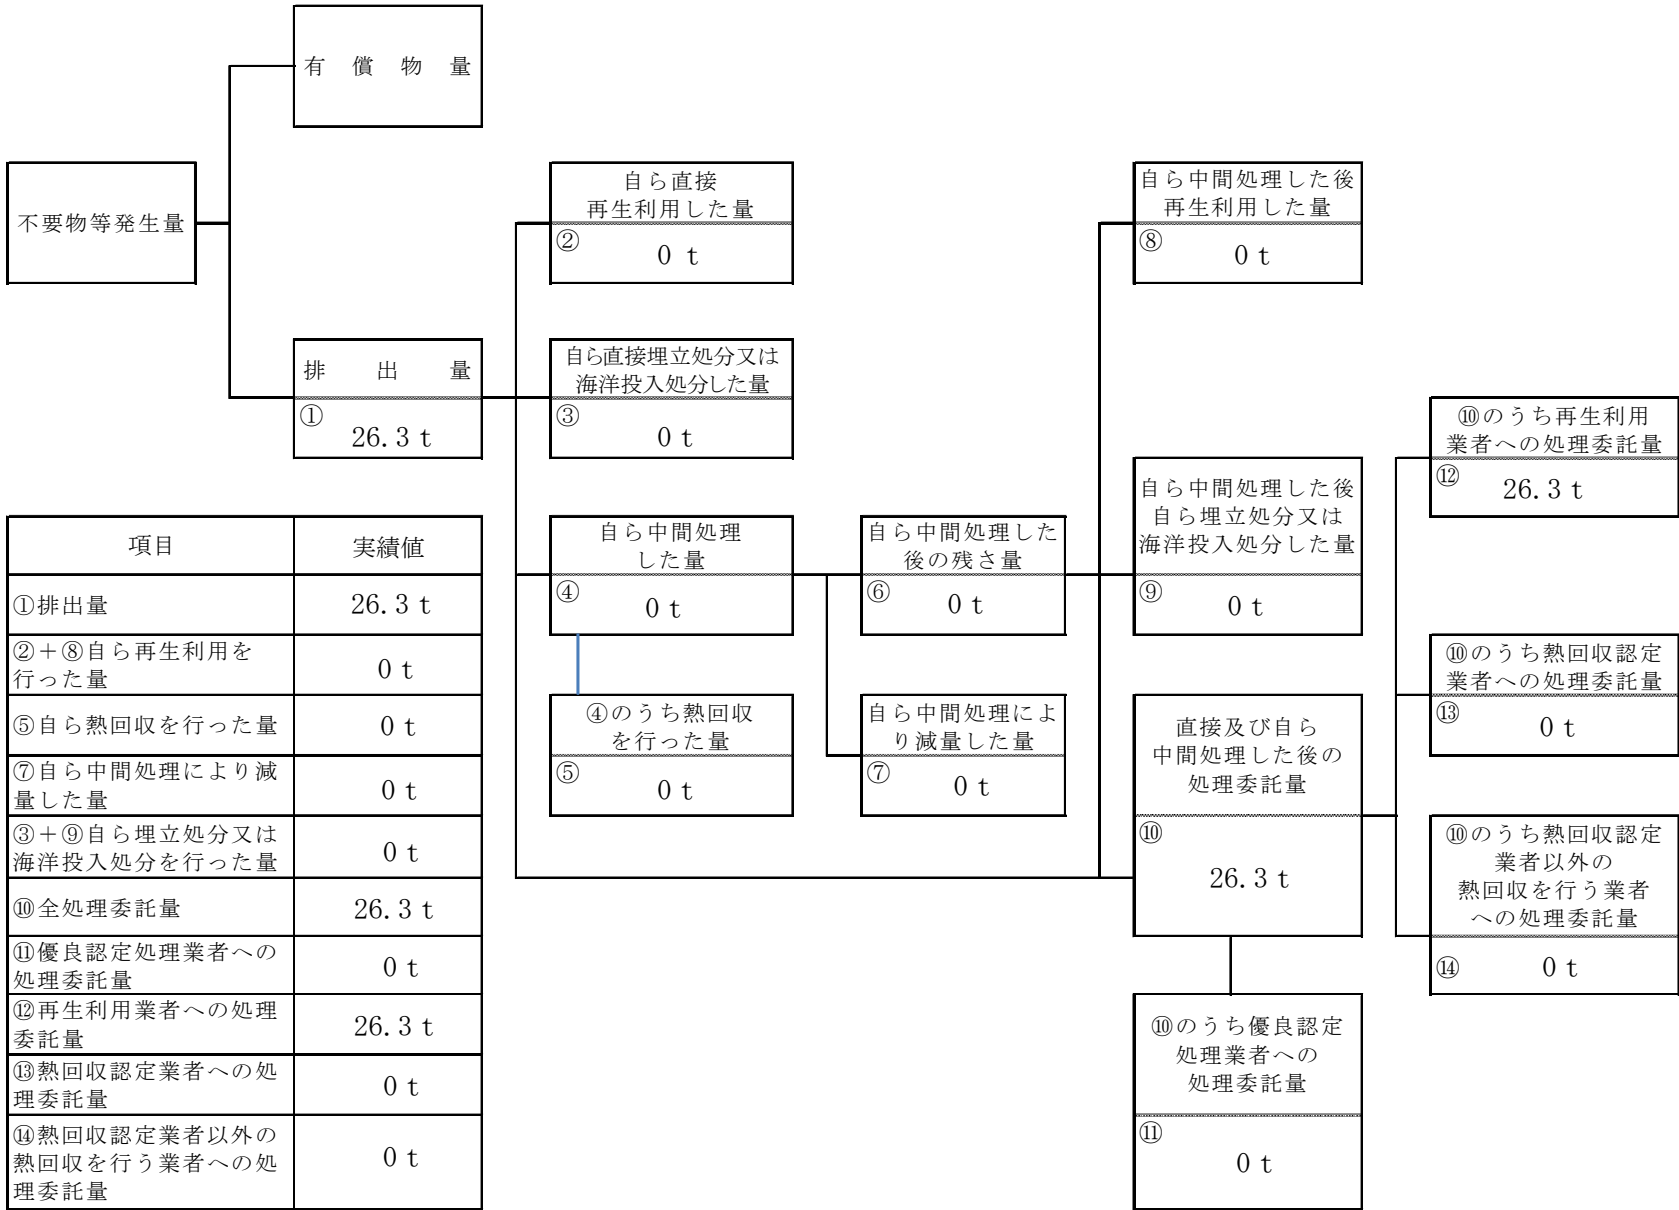 有償物量
不要物等発生量
排出量
①
26.3 t
自ら直接
再生利用した量
②
0 t
自ら直接埋立処分又は
海洋投入処分した量
③
0 t
自ら中間処理
した量
④
0 t
④のうち熱回収
を行った量
⑤
0 t
自ら中間処理した
後の残さ量
⑥
0 t
自ら中間処理によ
り減量した量
⑦
0 t
自ら中間処理した後
再生利用した量
⑧
0 t
自ら中間処理した後
自ら埋立処分又は
海洋投入処分した量
⑨
0 t
直接及び自ら
中間処理した後の
処理委託量
⑩
26.3 t
⑩のうち優良認定
処理業者への
処理委託量
⑪
0 t
⑩のうち再生利用
業者への処理委託量
⑫
26.3 t
⑩のうち熱回収認定
業者への処理委託量
⑬
0 t
⑩のうち熱回収認定
業者以外の
熱回収を行う業者
への処理委託量
⑭
0 t
項目 実績値
①排出量 26.3 t
②+⑧自ら再生利用を
行った量
0 t
⑤自ら熱回収を行った量 0 t
⑦自ら中間処理により減
量した量
0 t
③+⑨自ら埋立処分又は
海洋投入処分を行った量
0 t
⑩全処理委託量 26.3 t
⑪優良認定処理業者への
処理委託量
0 t
⑫再生利用業者への処理
委託量
26.3 t
⑬熱回収認定業者への処
理委託量
0 t
⑭熱回収認定業者以外の
熱回収を行う業者への処
理委託量
0 t